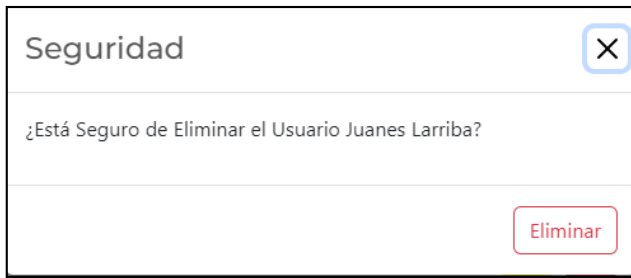 Seguridad
¿Está Seguro de Eliminar el Usuario Juanes Larriba?
Eliminar